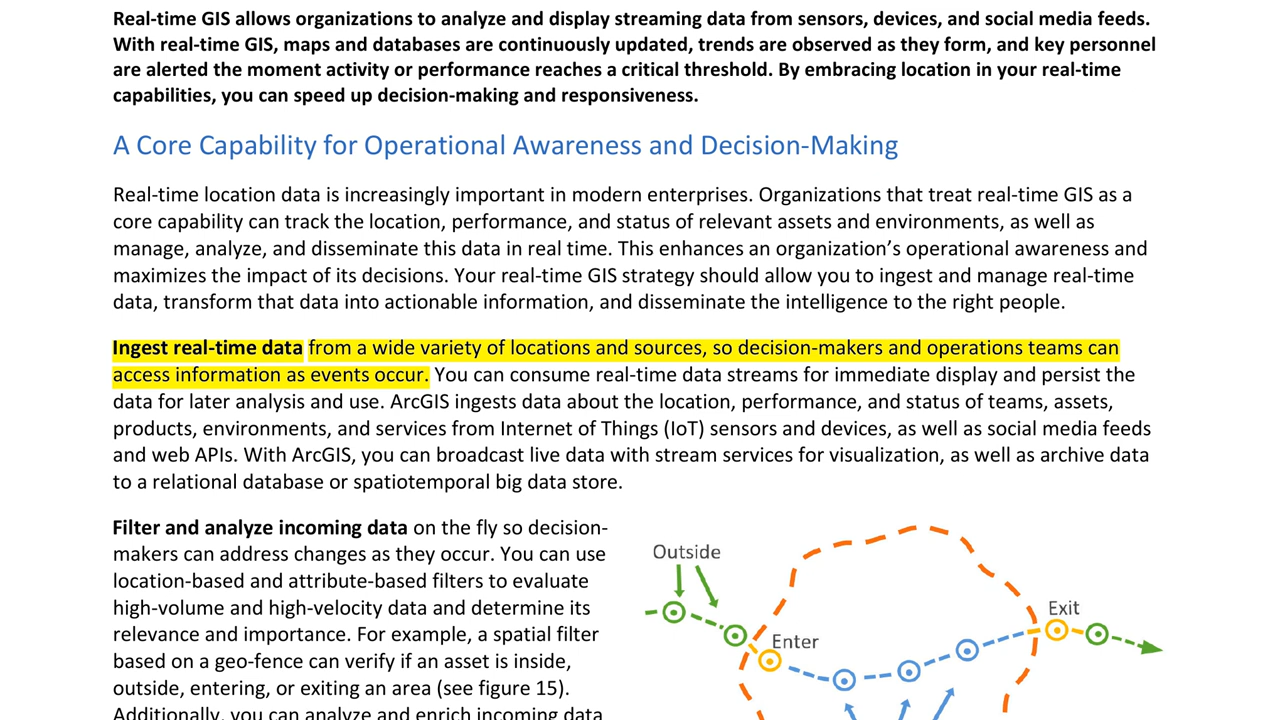 Real-time GIS allows organizations to analyze and display streaming data from sensors, devices, and social media feeds.
With real-time GIS, maps and databases are continuously updated, trends are observed as they form, and key personnel
are alerted the moment activity or performance reaches a critical threshold. By embracing location in your real-time
capabilities, you can speed up decision-making and responsiveness.
A Core Capability for Operational Awareness and Decision-Making
Real-time location data is increasingly important in modern enterprises. Organizations that treat real-time GIS as a
core capability can track the location, performance, and status of relevant assets and environments, as well as
manage, analyze, and disseminate this data in real time. This enhances an organization’s operational awareness and
maximizes the impact of its decisions. Your real-time GIS strategy should allow you to ingest and manage real-time
data, transform that data into actionable information, and disseminate the intelligence to the right people.
Ingest real-time data from a wide variety of locations and sources, so decision-makers and operations teams can
access information as events occur. You can consume real-time data streams for immediate display and persist the
data for later analysis and use. ArcGIS ingests data about the location, performance, and status of teams, assets,
products, environments, and services from Internet of Things (IoT) sensors and devices, as well as social media feeds
and web APIs. With ArcGIS, you can broadcast live data with stream services for visualization, as well as archive data
to a relational database or spatiotemporal big data store.
Filter and analyze incoming data on the fly so decision-
makers can address changes as they occur. You can use
location-based and attribute-based filters to evaluate
high-volume and high-velocity data and determine its
relevance and importance. For example, a spatial filter
based on a geo-fence can verify if an asset is inside,
outside, entering, or exiting an area (see figure 15).
Additionally, you can analyze and enrich incoming data
Outside
Enter
Exit